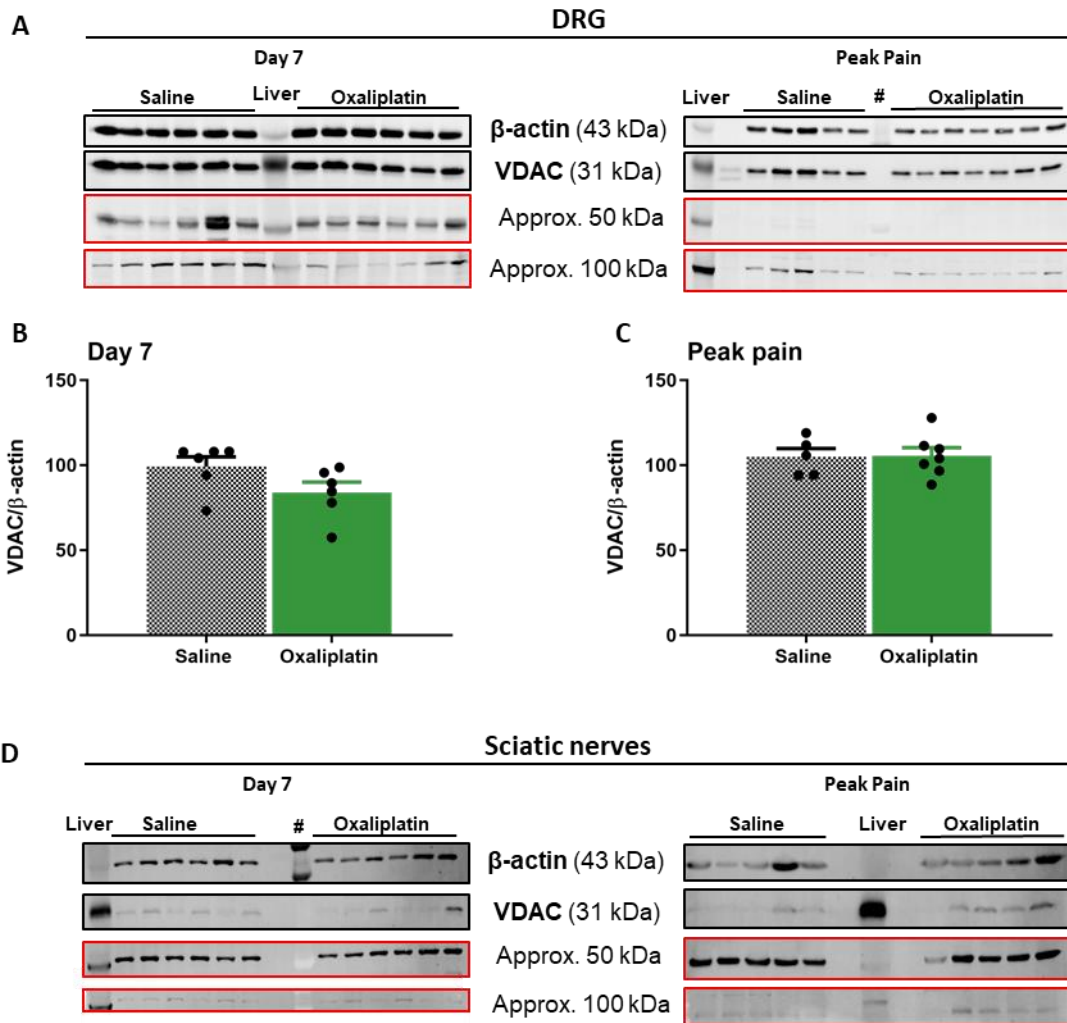 A
DRG
Day 7
Peak Pain
Saline Liver Oxaliplatin
Liver Saline # Oxaliplatin
β-actin (43 kDa)
VDAC (31 kDa)
Approx. 50 kDa
Approx. 100 kDa
B
Day 7
VDAC/β-actin
150
100
50
0
Saline Oxaliplatin
C
Peak pain
VDAC/β-actin
150
100
50
0
Saline Oxaliplatin
D
Sciatic nerves
Day 7
Peak Pain
Liver Saline # Oxaliplatin
Saline Liver Oxaliplatin
β-actin (43 kDa)
VDAC (31 kDa)
Approx. 50 kDa
Approx. 100 kDa